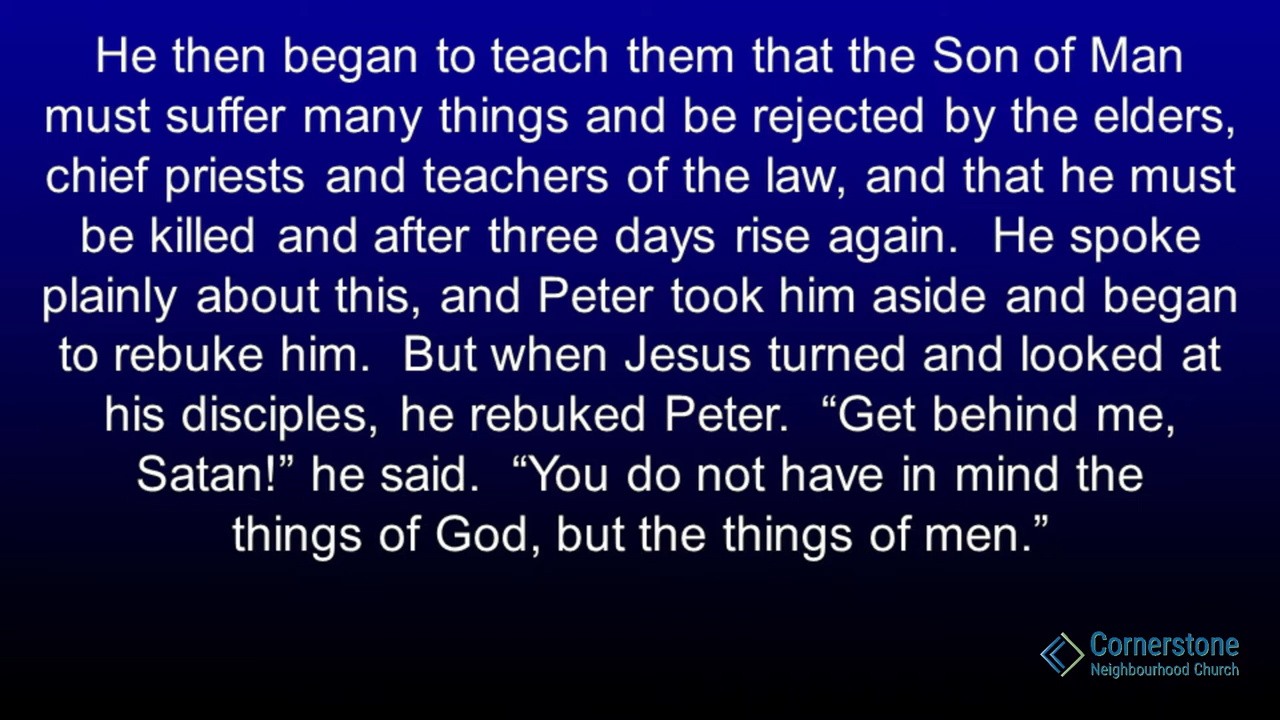 He then began to teach them that the Son of Man
must suffer many things and be rejected by the elders,
chief priests and teachers of the law, and that he must
be killed and after three days rise again.  He spoke
plainly about this, and Peter took him aside and began
to rebuke him.  But when Jesus turned and looked at
his disciples, he rebuked Peter.  “Get behind me,
Satan!” he said.  “You do not have in mind the
things of God, but the things of men.”
Cornerstone
Neighbourhood Church